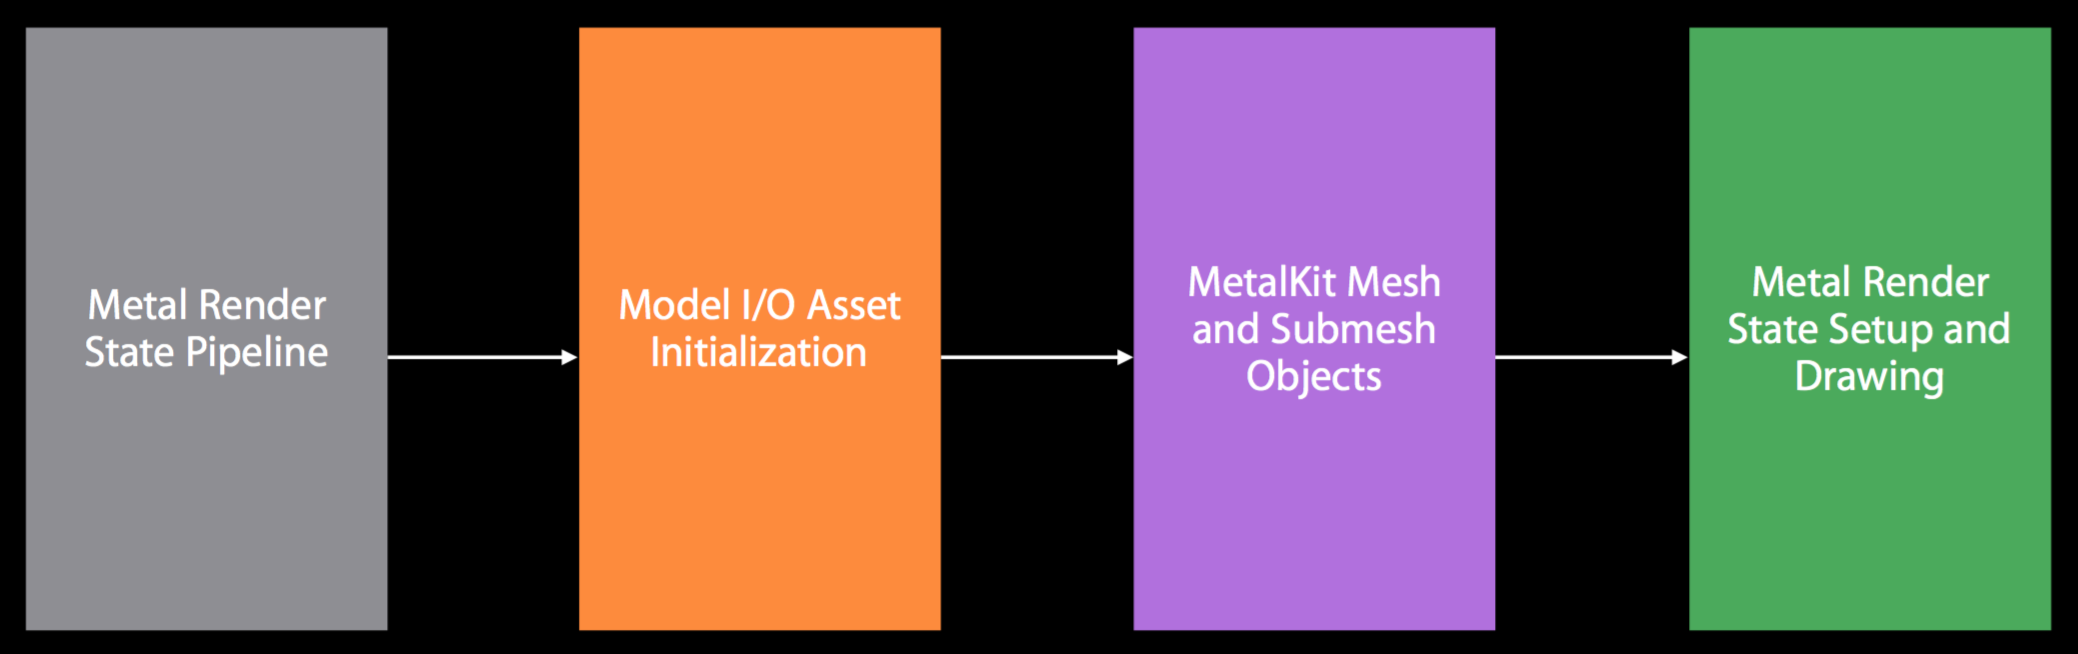 Metal Render
State Pipeline
Model I/O Asset
Initialization
MetalKit Mesh
and Submesh
Objects
Metal Render
State Setup and
Drawing